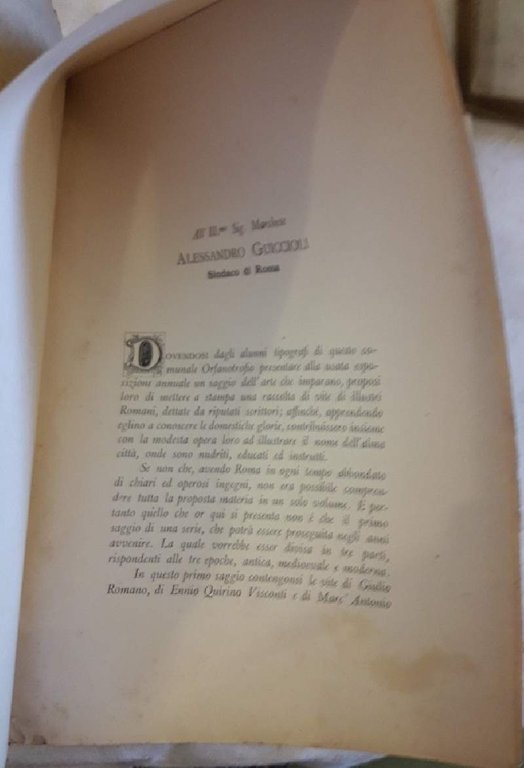 All' Ill.mo Sig. Marchese
ALESSANDRO GUICCIOLI
Sindaco di Roma
DOVENDOSI dagli alunni tipografi di questo co-
munale Orfanotrofio presentare alla usata espo-
sizione annuale un saggio dell'arte che imparano, proposi
loro di mettere a stampa una raccolta di vite di illustri
Romani, dettate da riputati scrittori; affinchè, apprendendo
eglino a conoscere le domestiche glorie, contribuissero insieme
con la modesta opera loro ad illustrare il nome dell'alma
città, onde sono nudriti, educati ed instrutti.
Se non che, avendo Roma in ogni tempo abbondato
di chiari ed operosi ingegni, non era possibile compren-
dere tutta la proposta materia in un solo volume. E per-
tanto quello che or qui si presenta non è che il primo
saggio di una serie, che potrà essere proseguita negli anni
avvenire. La quale vorrebbe esser divisa in tre parti,
rispondenti alle tre epoche, antica, medioevale e moderna.
In questo primo saggio contengonsi le vite di Giulio
Romano, di Ennio Quirino Visconti e di Marc' Antonio